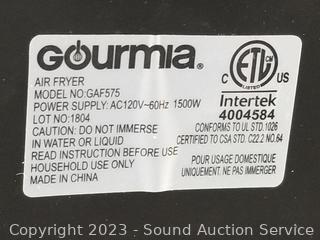 GOURMIA®
AIR FRYER
MODEL NO:GAF575
POWER SUPPLY: AC120V~60Hz 1500W
LOT NO:1804
CAUTION: DO NOT IMMERSE
IN WATER OR LIQUID
READ INSTRUCTION BEFORE USE
HOUSEHOLD USE ONLY
MADE IN CHINA
C ETL CM US
LISTED
Intertek
4004584
CONFORMS TO UL STD.1026
CERTIFIED TO CSA STD. C22.2 NO.64
POUR USAGE DOMESTIQUE
UNIQUEMENT. NE PAS IMMERGER
Copyright 2023 - Sound Auction Service